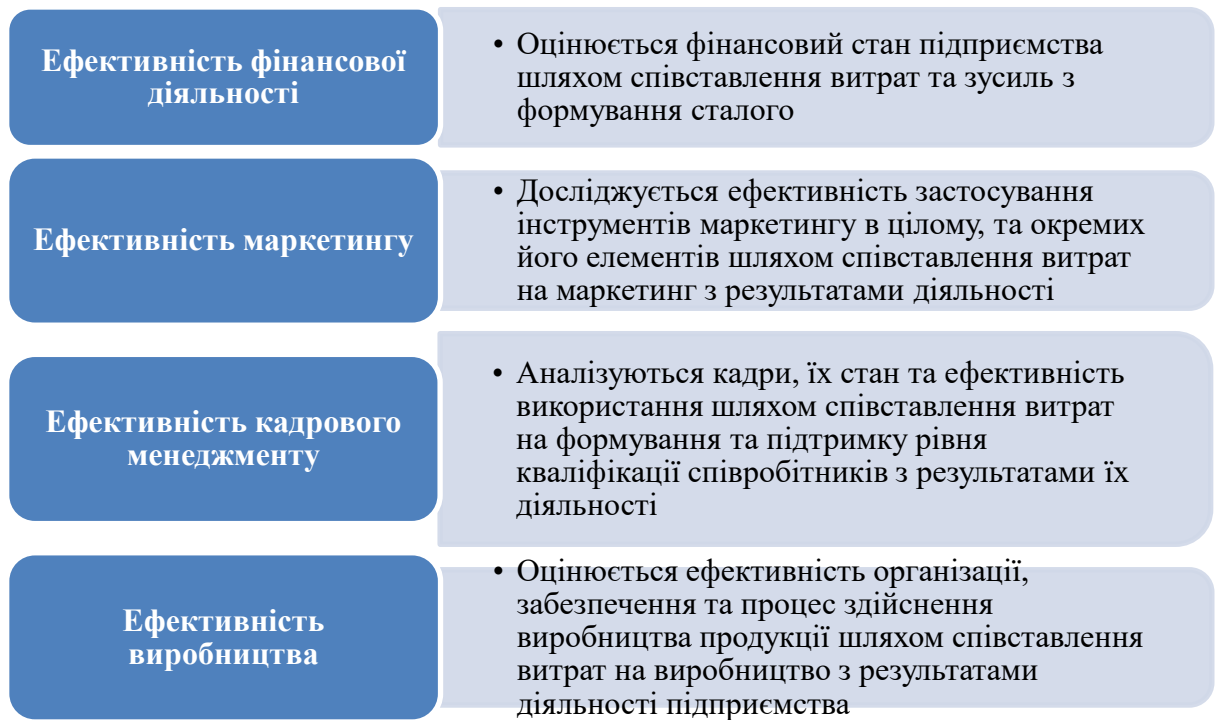 Ефективність фінансової
діяльності
• Оцінюється фінансовий стан підприємства
шляхом співставлення витрат та зусиль з
формування сталого
Ефективність маркетингу
• Досліджується ефективність застосування
інструментів маркетингу в цілому, та окремих
його елементів шляхом співставлення витрат
на маркетинг з результатами діяльності
Ефективність кадрового
менеджменту
• Аналізуються кадри, їх стан та ефективність
використання шляхом співставлення витрат
на формування та підтримку рівня
кваліфікації співробітників з результатами їх
діяльності
Ефективність
виробництва
• Оцінюється ефективність організації,
забезпечення та процес здійснення
виробництва продукції шляхом співставлення
витрат на виробництво з результатами
діяльності підприємства